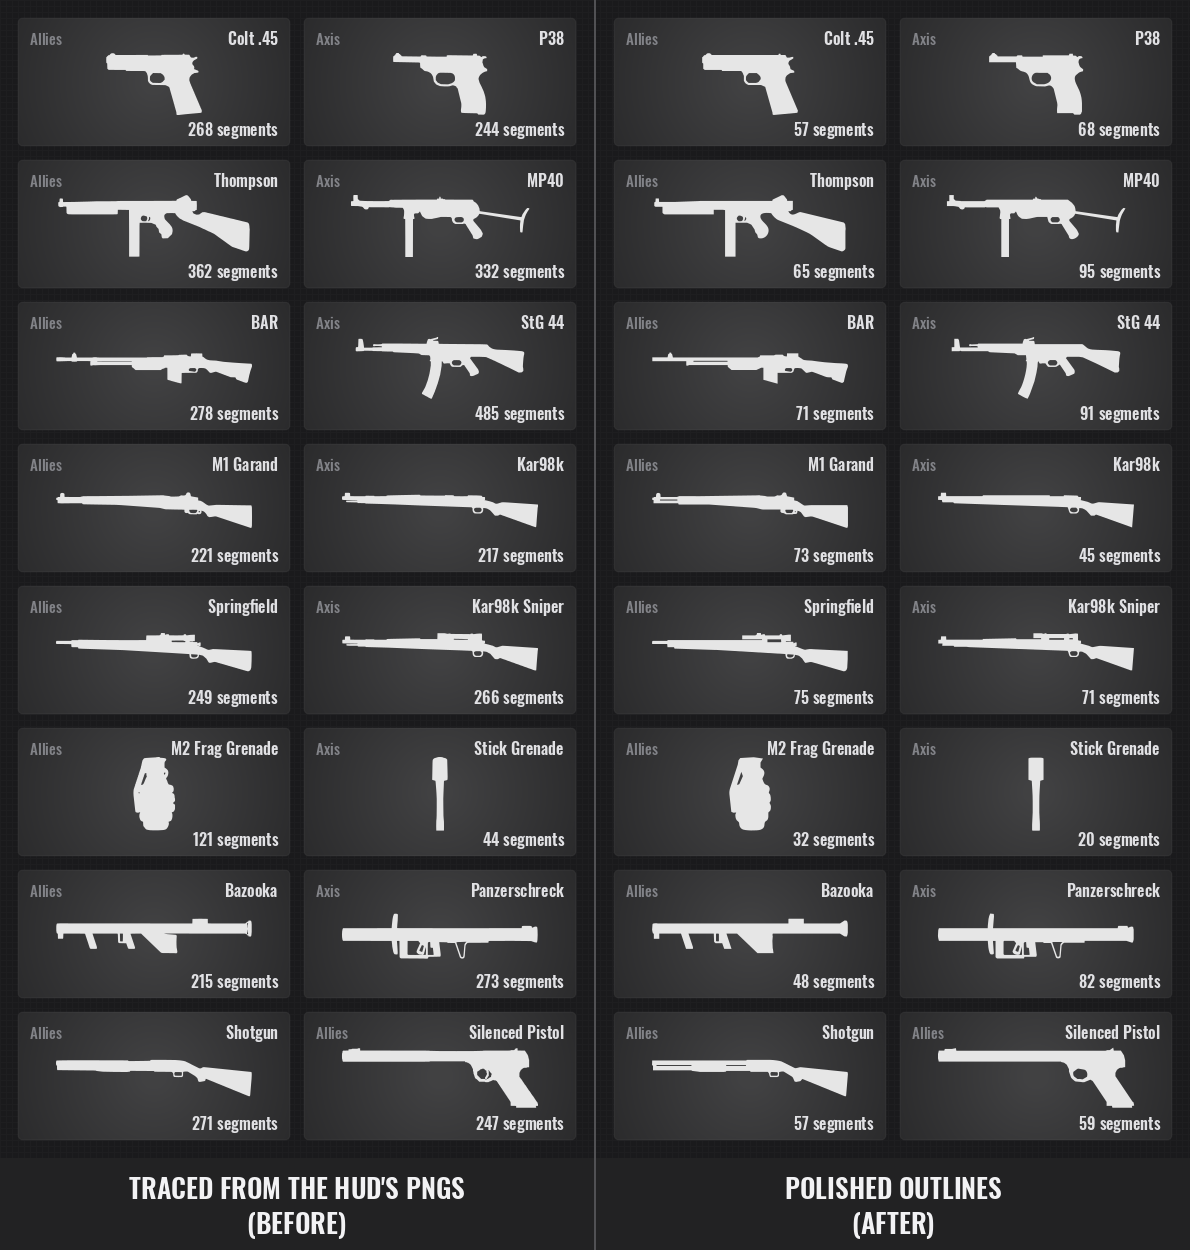 Allies Colt .45
268 segments
Axis P38
244 segments
Allies Colt .45
57 segments
Axis P38
68 segments
Allies Thompson
362 segments
Axis MP40
332 segments
Allies Thompson
65 segments
Axis MP40
95 segments
Allies BAR
278 segments
Axis StG 44
485 segments
Allies BAR
71 segments
Axis StG 44
91 segments
Allies M1 Garand
221 segments
Axis Kar98k
217 segments
Allies M1 Garand
73 segments
Axis Kar98k
45 segments
Allies Springfield
249 segments
Axis Kar98k Sniper
266 segments
Allies Springfield
75 segments
Axis Kar98k Sniper
71 segments
Allies M2 Frag Grenade
121 segments
Axis Stick Grenade
44 segments
Allies M2 Frag Grenade
32 segments
Axis Stick Grenade
20 segments
Allies Bazooka
215 segments
Axis Panzerschreck
273 segments
Allies Bazooka
48 segments
Axis Panzerschreck
82 segments
Allies Shotgun
271 segments
Allies Silenced Pistol
247 segments
Allies Shotgun
57 segments
Allies Silenced Pistol
59 segments
TRACED FROM THE HUD'S PNGS
(BEFORE)
POLISHED OUTLINES
(AFTER)